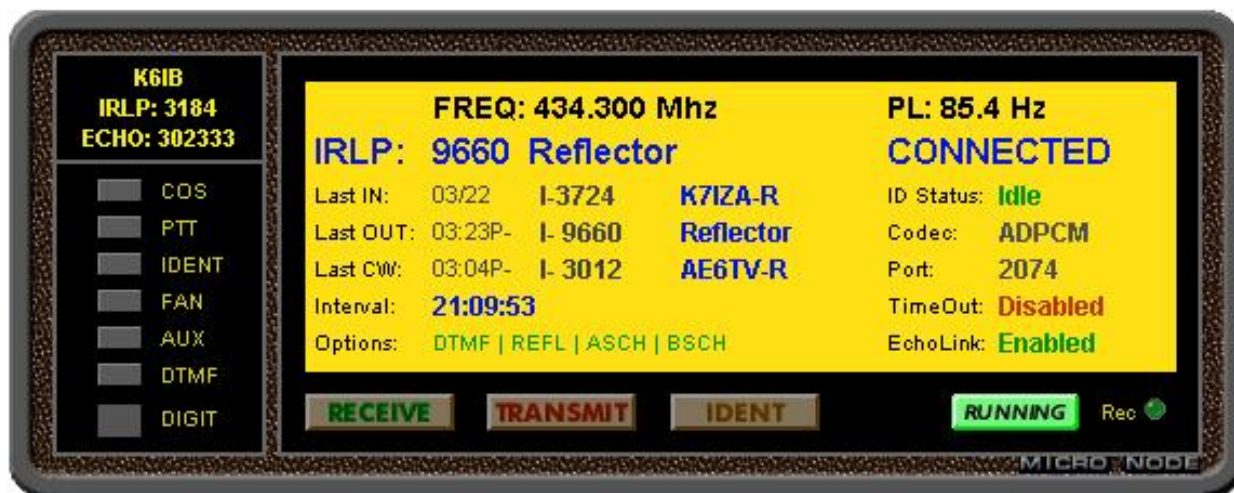 K6IB
IRLP: 3184
ECHO: 302333
COS
PTT
IDENT
FAN
AUX
DTMF
DIGIT
FREQ: 434.300 Mhz PL: 85.4 Hz
IRLP: 9660 Reflector CONNECTED
Last IN: 03/22 I-3724 K7IZA-R ID Status: Idle
Last OUT: 03:23P- I- 9660 Reflector Codec: ADPCM
Last CW: 03:04P- I- 3012 AE6TV-R Port: 2074
Interval: 21:09:53 TimeOut: Disabled
Options: DTMF | REFL | ASCH | BSCH EchoLink: Enabled
RECEIVE TRANSMIT IDENT RUNNING Rec
MICRO NODE